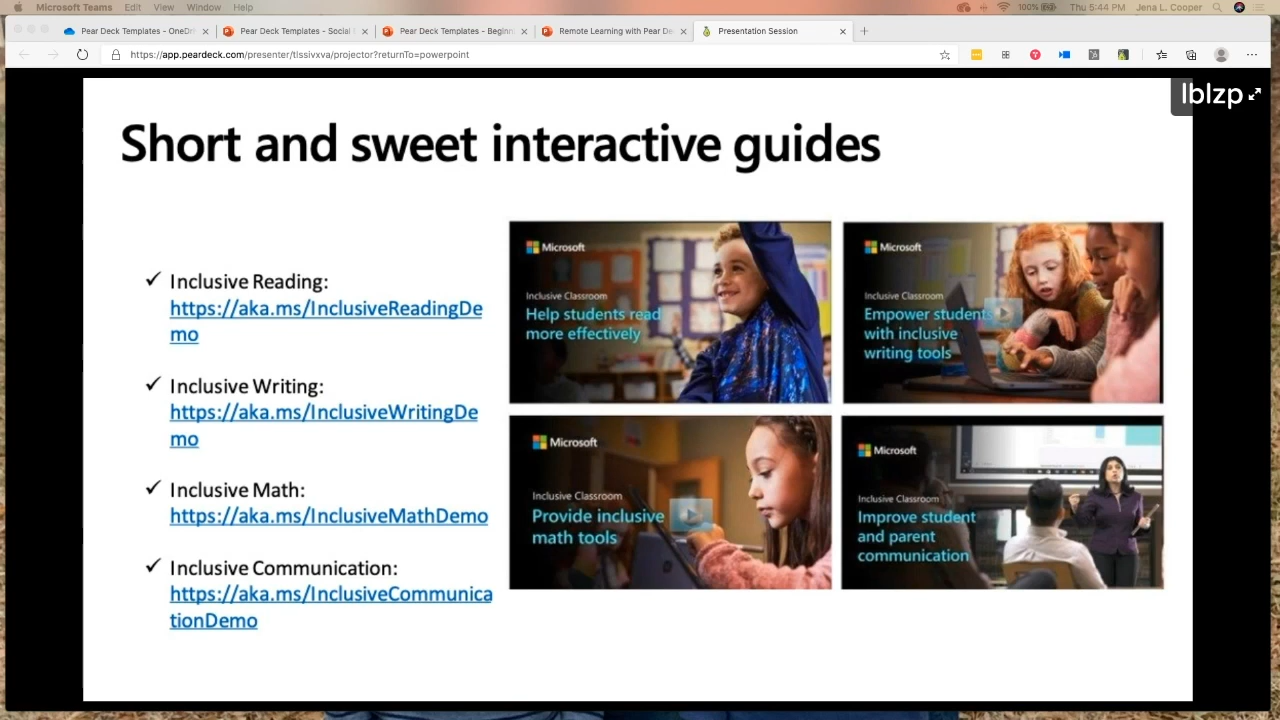 Microsoft Teams Edit View Window Help 100% Thu 5:44 PM Jena L. Cooper
Pear Deck Templates - OneDri Pear Deck Templates - Social Pear Deck Templates - Beginn Remote Learning with Pear De Presentation Session
https://app.peardeck.com/presenter/tlssivxva/projector?returnTo=powerpoint
lblzp
Short and sweet interactive guides
✓ Inclusive Reading:
https://aka.ms/InclusiveReadingDe
mo
✓ Inclusive Writing:
https://aka.ms/InclusiveWritingDe
mo
✓ Inclusive Math:
https://aka.ms/InclusiveMathDemo
✓ Inclusive Communication:
https://aka.ms/InclusiveCommunica
tionDemo
Microsoft
Inclusive Classroom
Help students read
more effectively
Microsoft
Inclusive Classroom
Empower students
with inclusive
writing tools
Microsoft
Inclusive Classroom
Provide inclusive
math tools
Microsoft
Inclusive Classroom
Improve student
and parent
communication